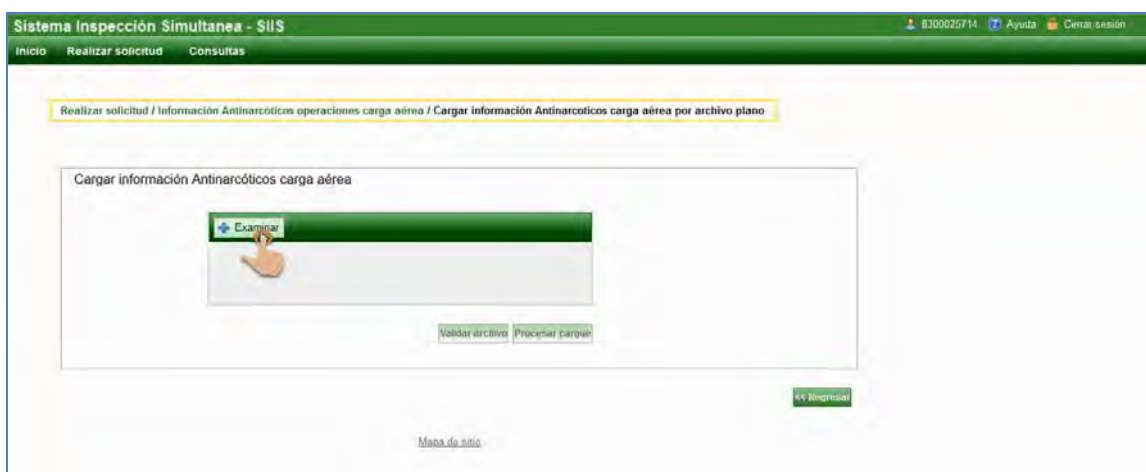 Sistema Inspección Simultanea - SIIS
8300025714 Ayuda Cerrar sesión
Inicio Realizar solicitud Consultas
Realizar solicitud / Información Antinarcóticos operaciones carga aérea / Cargar información Antinarcoticos carga aérea por archivo plano
Cargar información Antinarcóticos carga aérea
Examinar
Validar archivo Procesar cargue
<< Regresar
Mapa de sitio